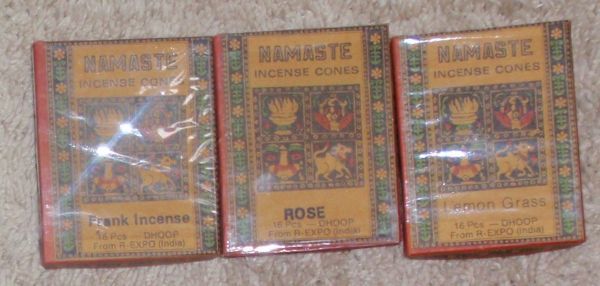 NAMASTE
INCENSE CONES
Frank Incense
16 Pcs — DHOOP
From R-EXPO (India)
NAMASTE
INCENSE CONES
ROSE
16 Pcs — DHOOP
From R-EXPO (India)
NAMASTE
INCENSE CONES
Lemon Grass
16 Pcs — DHOOP
From R-EXPO (India)